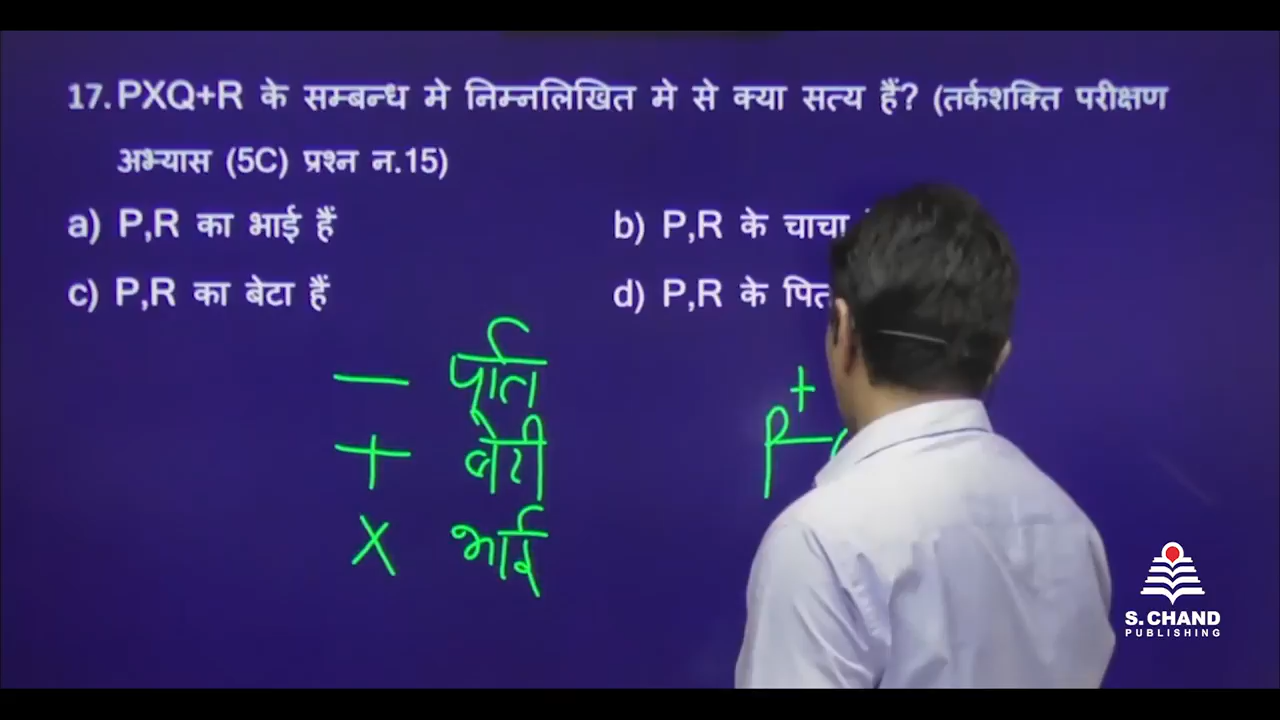 17. PXQ+R के सम्बन्ध मे निम्नलिखित मे से क्या सत्य हैं? (तर्कशक्ति परीक्षण
अभ्यास (5C) प्रश्न न.15)
a) P,R का भाई हैं
b) P,R के चाचा
c) P,R का बेटा हैं
d) P,R के
— पति
+ बेटी
X भाई
+
P—
S. CHAND
PUBLISHING